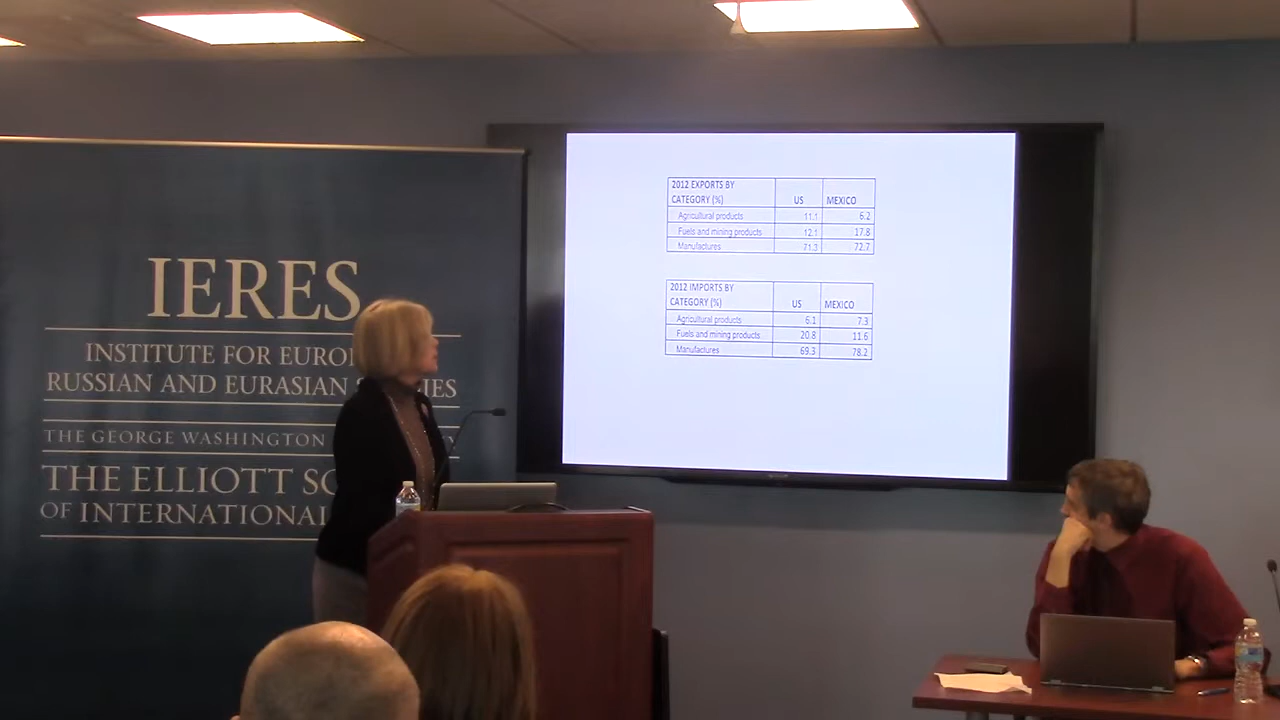 IERES
INSTITUTE FOR EURO
RUSSIAN AND EURASIAN
THE GEORGE WASHINGTON
THE ELLIOTT
OF INTERNATIONAL
2012 EXPORTS BY
CATEGORY (%) US MEXICO
Agricultural products 11.1 6.2
Fuels and mining products 12.1 17.8
Manufactures 71.3 72.7
2012 IMPORTS BY
CATEGORY (%) US MEXICO
Agricultural products 6.1 7.3
Fuels and mining products 20.8 11.6
Manufactures 69.3 78.2